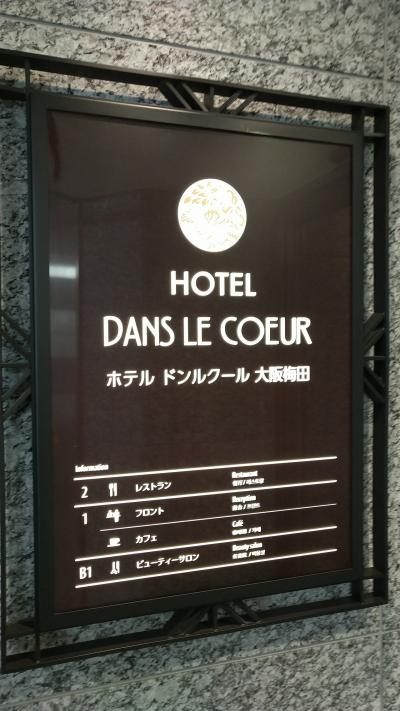 HOTEL
DANS LE COEUR
ホテル ドンルクール 大阪梅田
Information
2 レストラン Restaurant
1 フロント Reception
カフェ Café
B1 ビューティーサロン Beauty salon